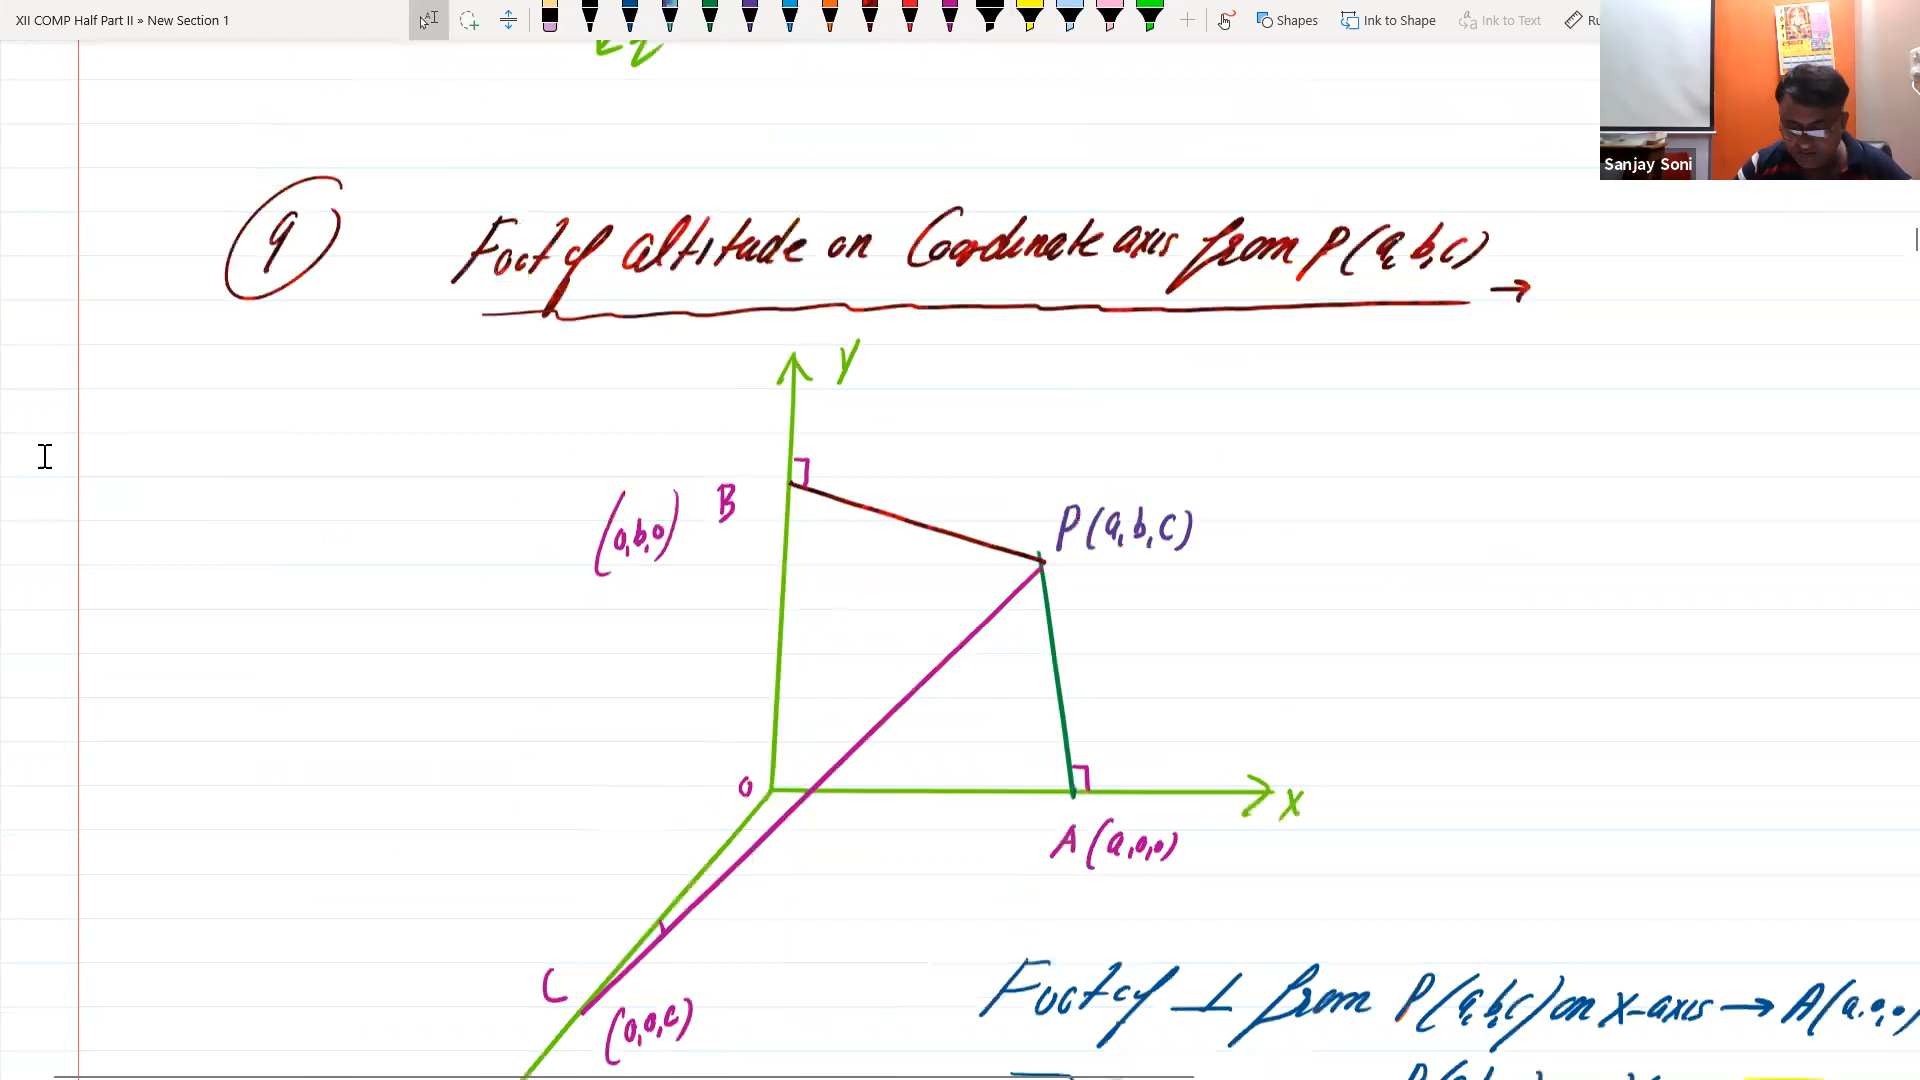 XII COMP Half Part II » New Section 1
Shapes
Ink to Shape
Ink to Text
Ru
Sanjay Soni
9
Foot of altitude on Coordinate axis from P(a, b, c) →
y
B
(0, b, 0)
P(a, b, c)
O
X
A (a, 0, 0)
C
(0, 0, c)
Foot of ⊥ from P(a, b, c) on X-axis → A(a, 0, 0)